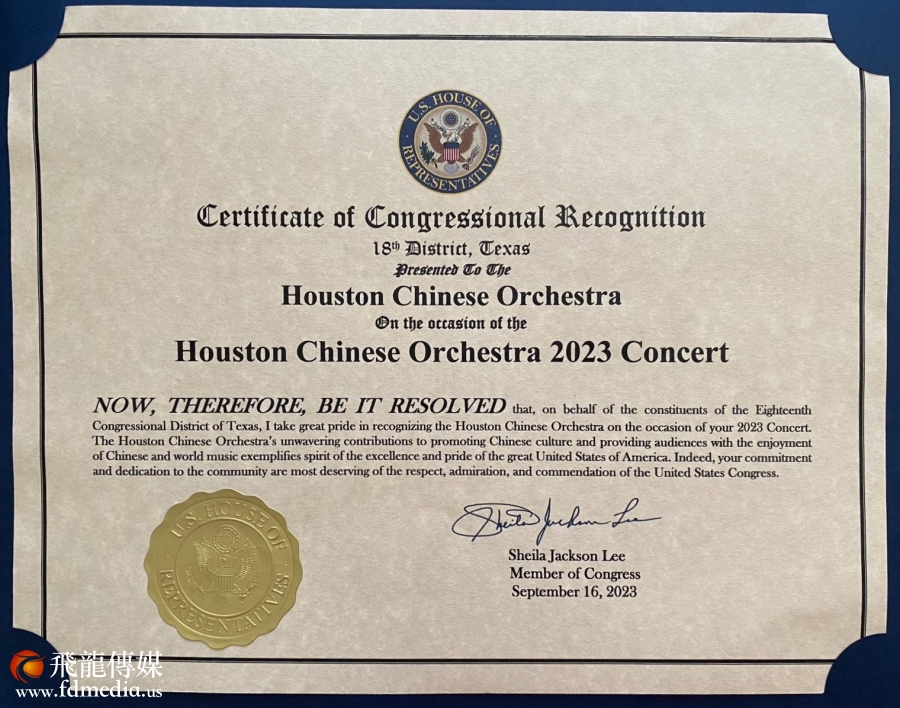 U.S. HOUSE OF
REPRESENTATIVES
Certificate of Congressional Recognition
18th District, Texas
Presented To The
Houston Chinese Orchestra
On the occasion of the
Houston Chinese Orchestra 2023 Concert
NOW, THEREFORE, BE IT RESOLVED that, on behalf of the constituents of the Eighteenth
Congressional District of Texas, I take great pride in recognizing the Houston Chinese Orchestra on the occasion of your 2023 Concert.
The Houston Chinese Orchestra's unwavering contributions to promoting Chinese culture and providing audiences with the enjoyment
of Chinese and world music exemplifies spirit of the excellence and pride of the great United States of America. Indeed, your commitment
and dedication to the community are most deserving of the respect, admiration, and commendation of the United States Congress.
U.S. HOUSE OF
REPRESENTATIVES
Sheila Jackson Lee
Sheila Jackson Lee
Member of Congress
September 16, 2023
飛龍傳媒
www.fdmedia.us